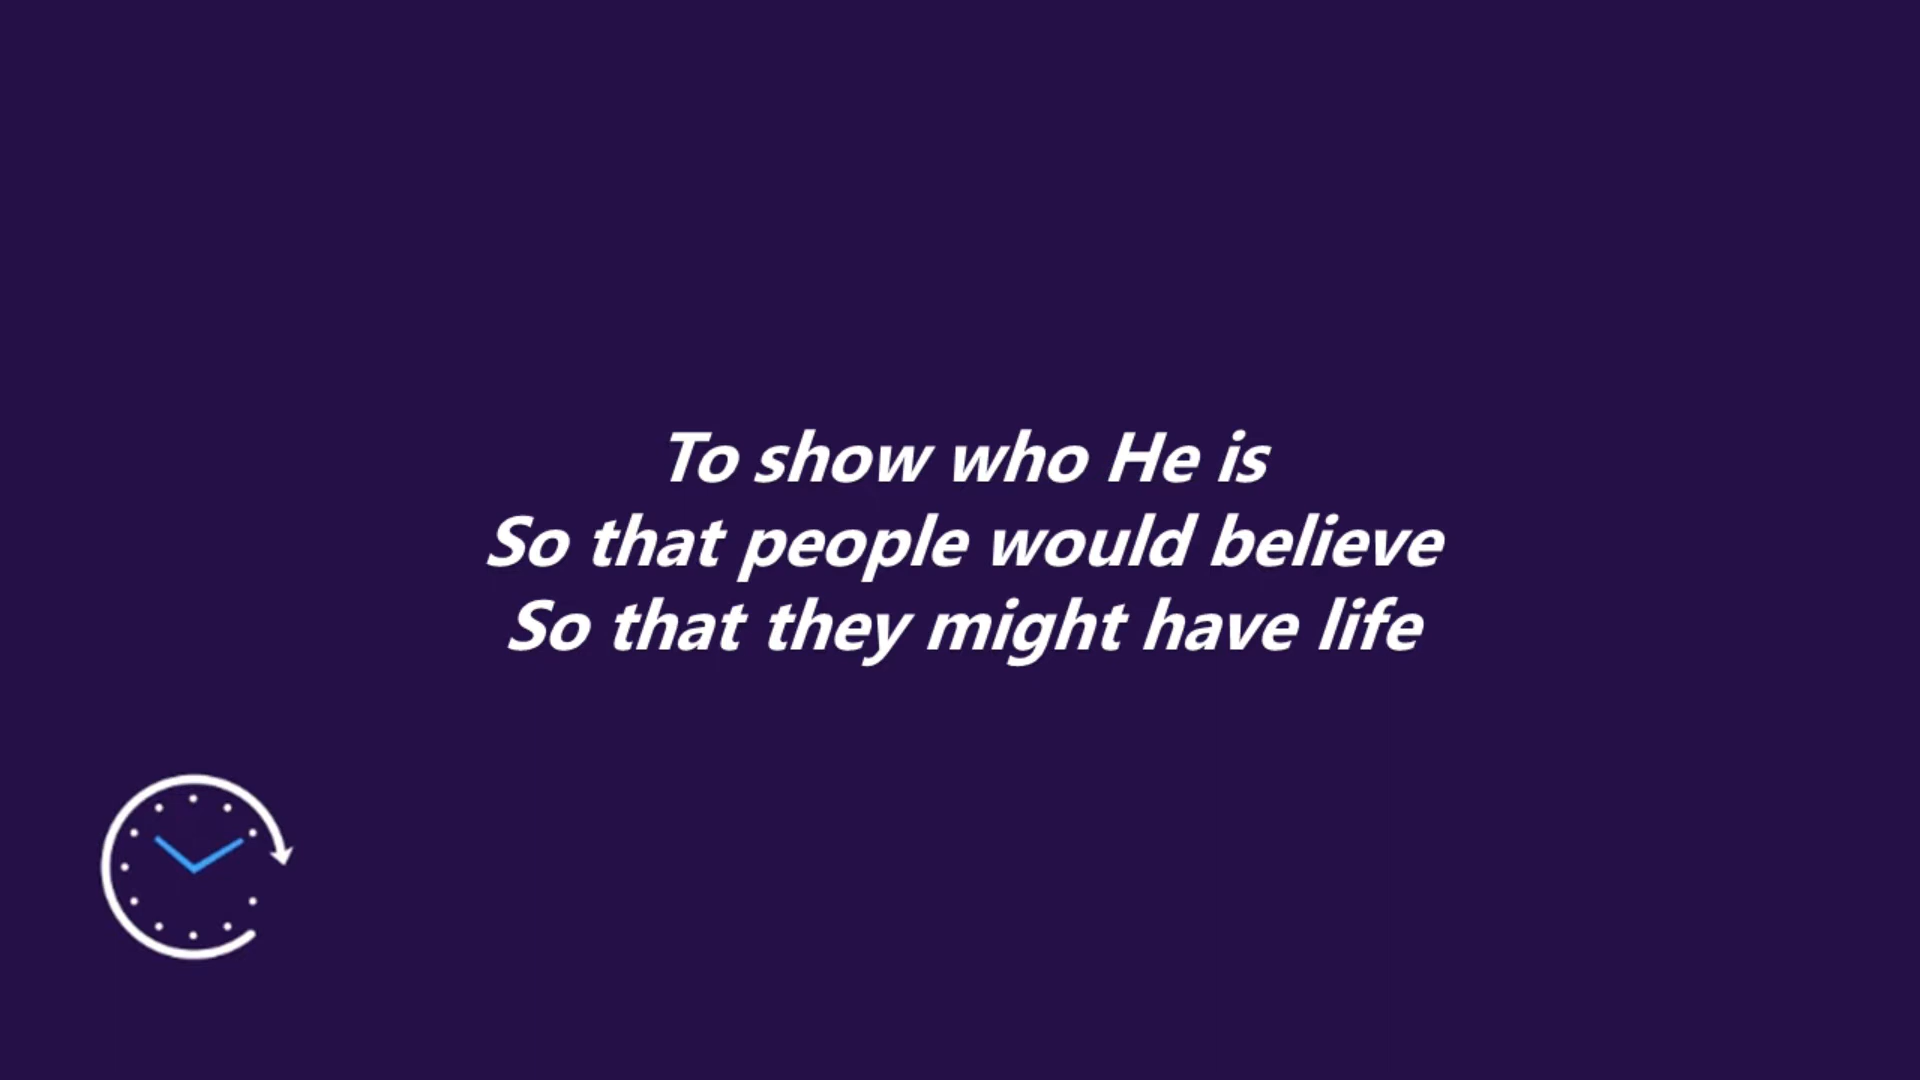 To show who He is
So that people would believe
So that they might have life